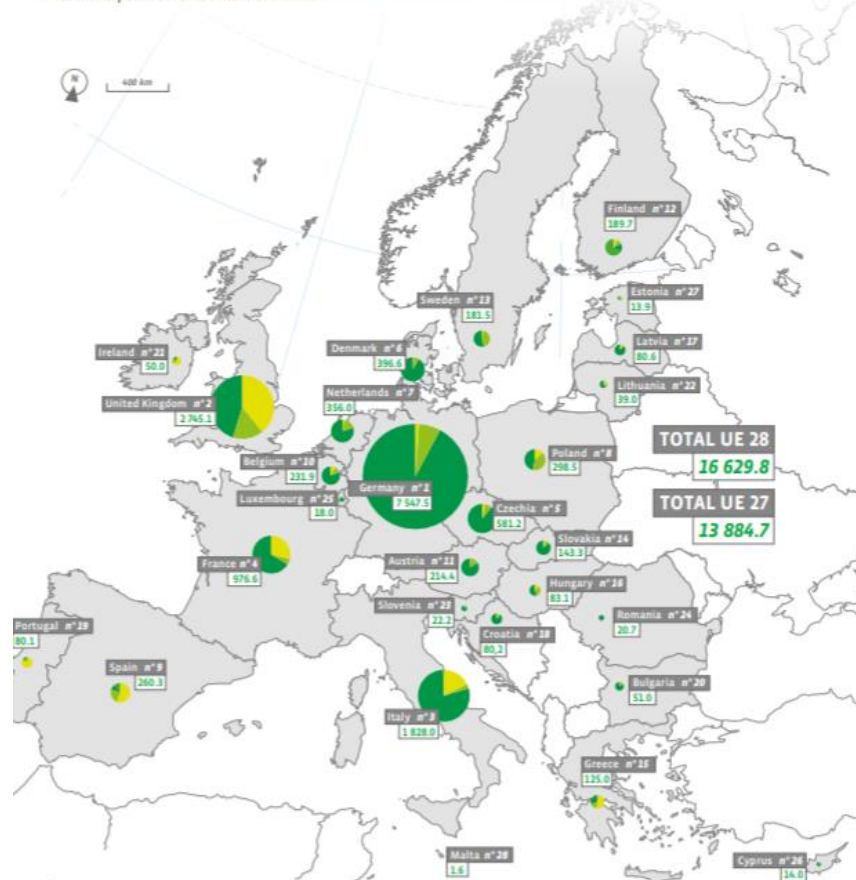 N
400 km
Finland n°12
189.7
Sweden n°13
181.5
Estonia n°27
13.9
Latvia n°17
80.6
Lithuania n°22
39.0
Ireland n°21
50.0
Denmark n°6
396.6
United Kingdom n°2
2 745.1
Netherlands n°7
356.0
Belgium n°10
231.9
Luxembourg n°25
18.0
Germany n°1
7 547.5
Poland n°8
298.5
TOTAL UE 28
16 629.8
TOTAL UE 27
13 884.7
Czechia n°5
581.2
Slovakia n°14
143.3
France n°4
976.6
Austria n°11
214.4
Hungary n°16
83.1
Slovenia n°23
22.2
Croatia n°18
80,2
Romania n°24
20.7
Portugal n°19
80.1
Spain n°9
260.3
Italy n°3
1 828.0
Bulgaria n°20
51.0
Greece n°15
125.0
Malta n°28
1.6
Cyprus n°26
14.0